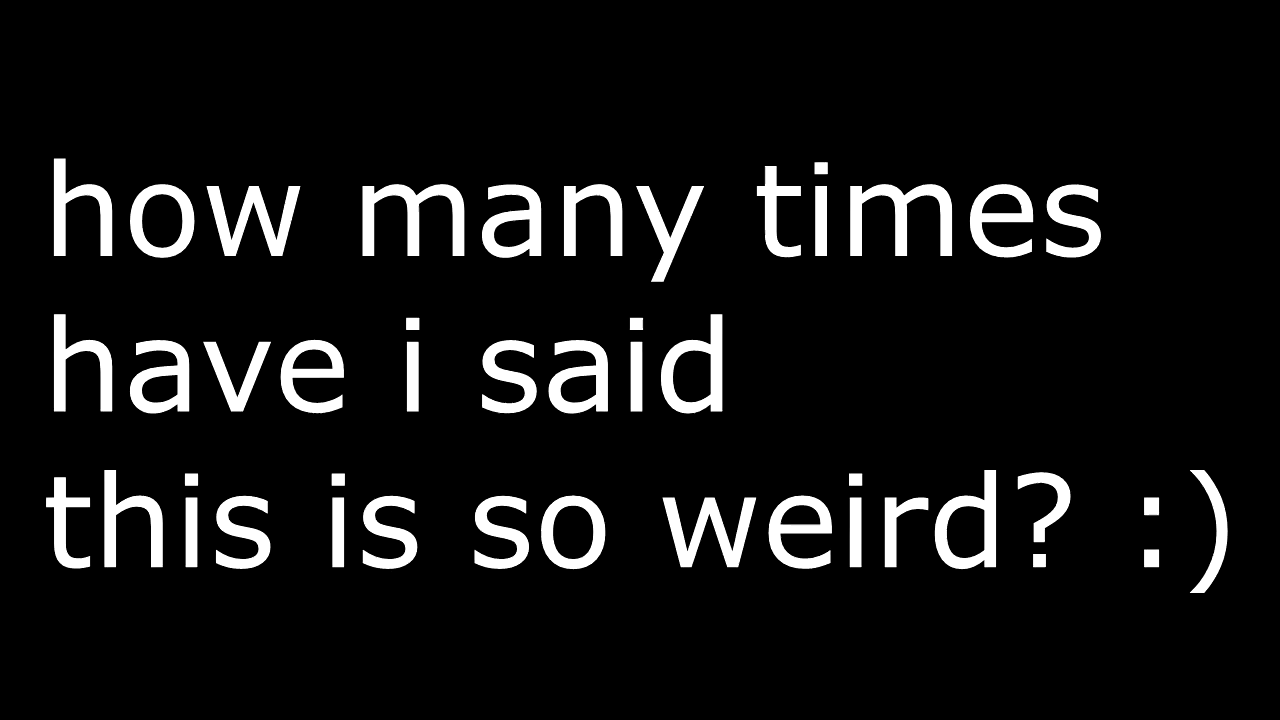 how many times
have i said
this is so weird? :)